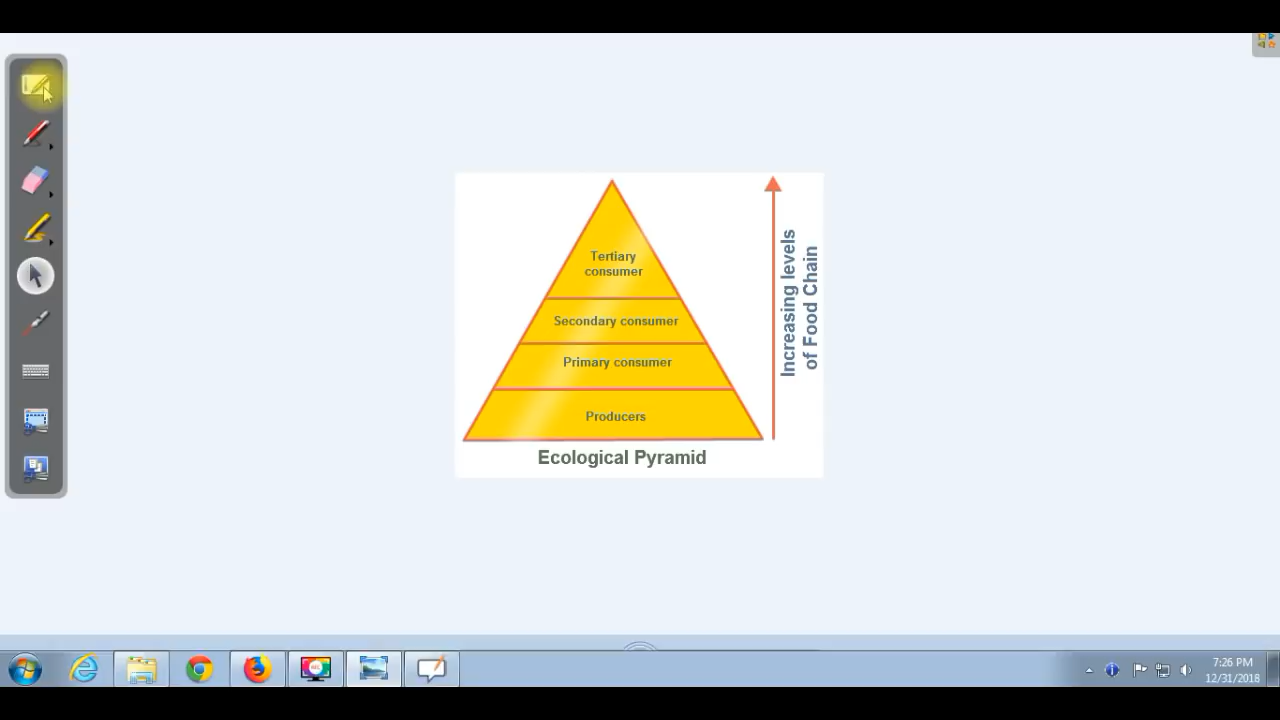 Tertiary
consumer
Secondary consumer
Primary consumer
Producers
Ecological Pyramid
Increasing levels
of Food Chain
7:26 PM
12/31/2018